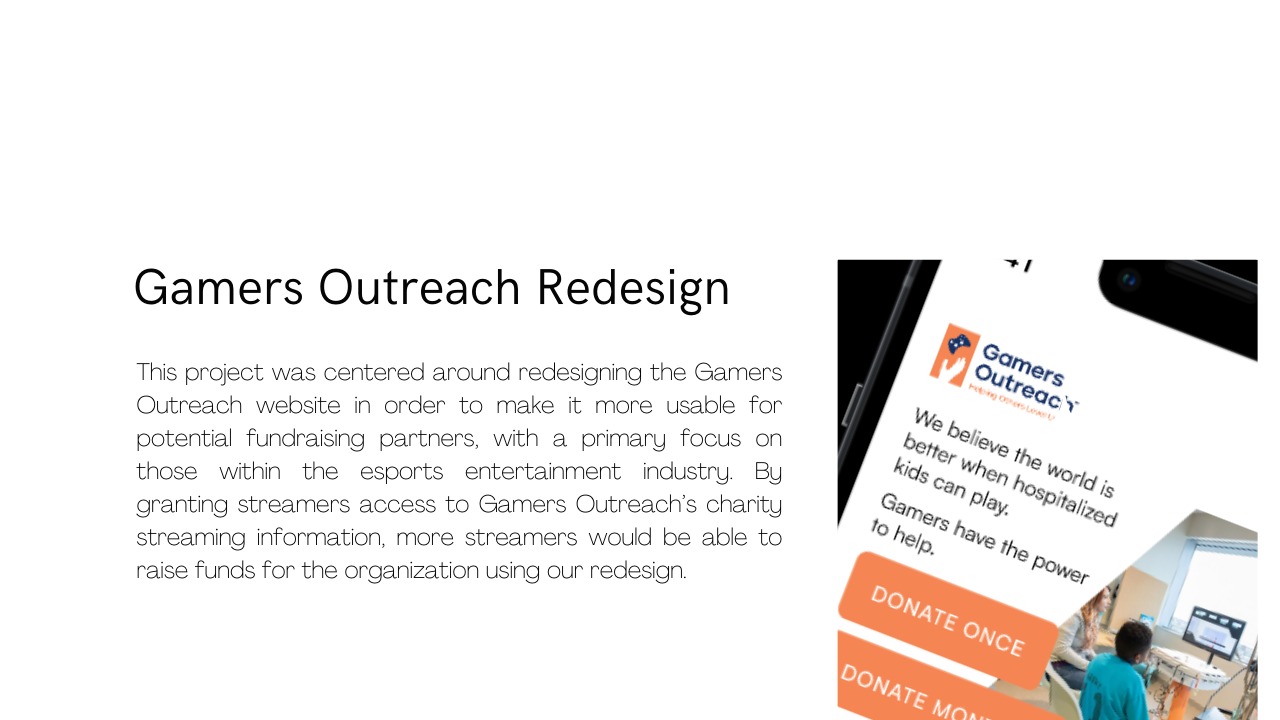 Gamers Outreach Redesign
This project was centered around redesigning the Gamers
Outreach website in order to make it more usable for
potential fundraising partners, with a primary focus on
those within the esports entertainment industry. By
granting streamers access to Gamers Outreach’s charity
streaming information, more streamers would be able to
raise funds for the organization using our redesign.
Gamers
Outreach
Helping Others Level
We believe the world is
better when hospitalized
kids can play.
Gamers have the power
to help.
DONATE ONCE
DONATE